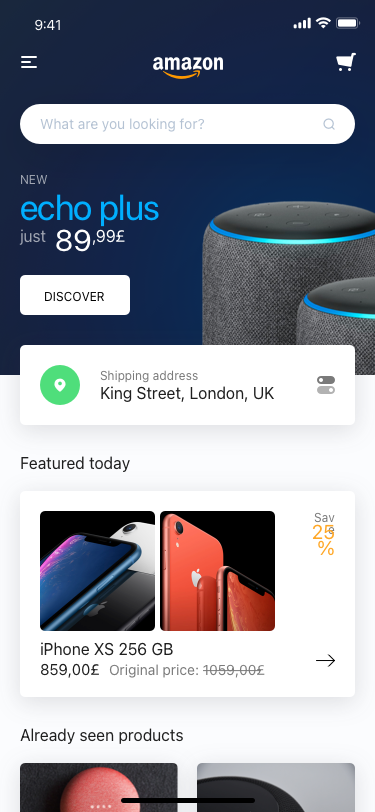 9:41
amazon
What are you looking for?
NEW
echo plus
just 89,99£
DISCOVER
Shipping address
King Street, London, UK
Featured today
Save
25
%
iPhone XS 256 GB
859,00£ Original price: 1059,00£
Already seen products